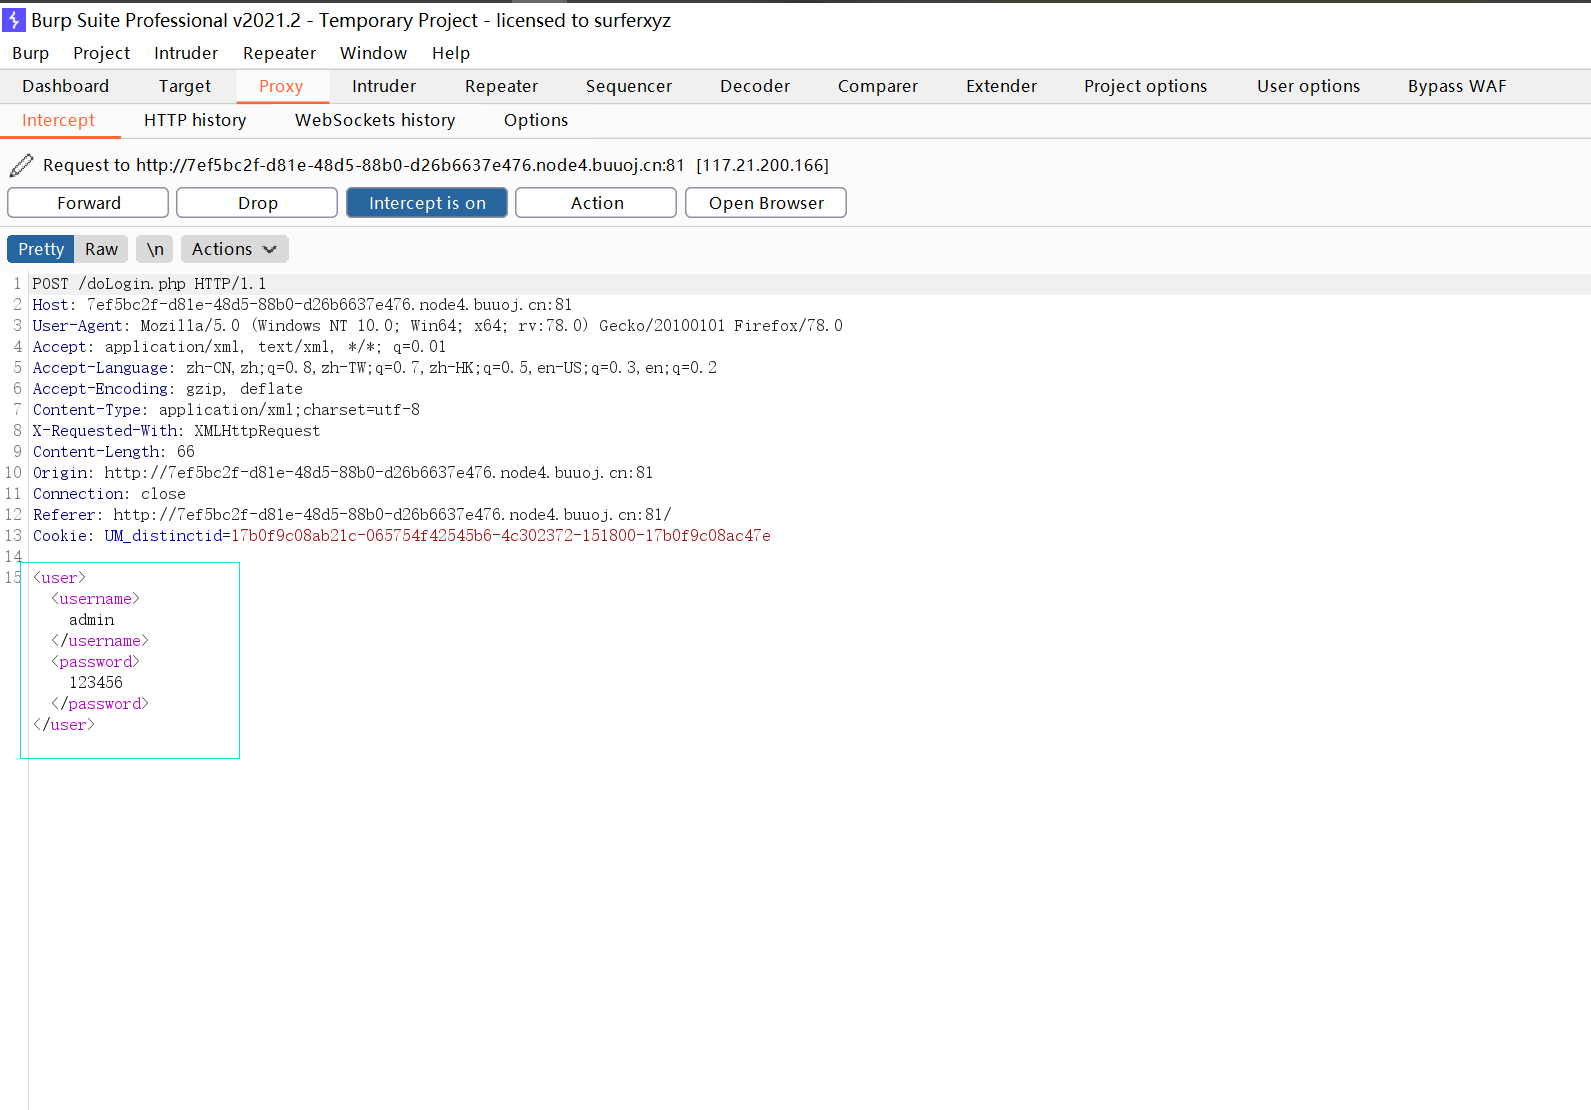 Burp Suite Professional v2021.2 - Temporary Project - licensed to surferxyz
Burp Project Intruder Repeater Window Help
Dashboard Target Proxy Intruder Repeater Sequencer Decoder Comparer Extender Project options User options Bypass WAF
Intercept HTTP history WebSockets history Options
Request to http://7ef5bc2f-d81e-48d5-88b0-d26b6637e476.node4.buuoj.cn:81 [117.21.200.166]
Forward Drop Intercept is on Action Open Browser
Pretty Raw \n Actions
1 POST /doLogin.php HTTP/1.1
2 Host: 7ef5bc2f-d81e-48d5-88b0-d26b6637e476.node4.buuoj.cn:81
3 User-Agent: Mozilla/5.0 (Windows NT 10.0; Win64; x64; rv:78.0) Gecko/20100101 Firefox/78.0
4 Accept: application/xml, text/xml, */*; q=0.01
5 Accept-Language: zh-CN,zh;q=0.8,zh-TW;q=0.7,zh-HK;q=0.5,en-US;q=0.3,en;q=0.2
6 Accept-Encoding: gzip, deflate
7 Content-Type: application/xml;charset=utf-8
8 X-Requested-With: XMLHttpRequest
9 Content-Length: 66
10 Origin: http://7ef5bc2f-d81e-48d5-88b0-d26b6637e476.node4.buuoj.cn:81
11 Connection: close
12 Referer: http://7ef5bc2f-d81e-48d5-88b0-d26b6637e476.node4.buuoj.cn:81/
13 Cookie: UM_distinctid=17b0f9c08ab21c-065754f42545b6-4c302372-151800-17b0f9c08ac47e
14
15 <user>
<username>
admin
</username>
<password>
123456
</password>
</user>